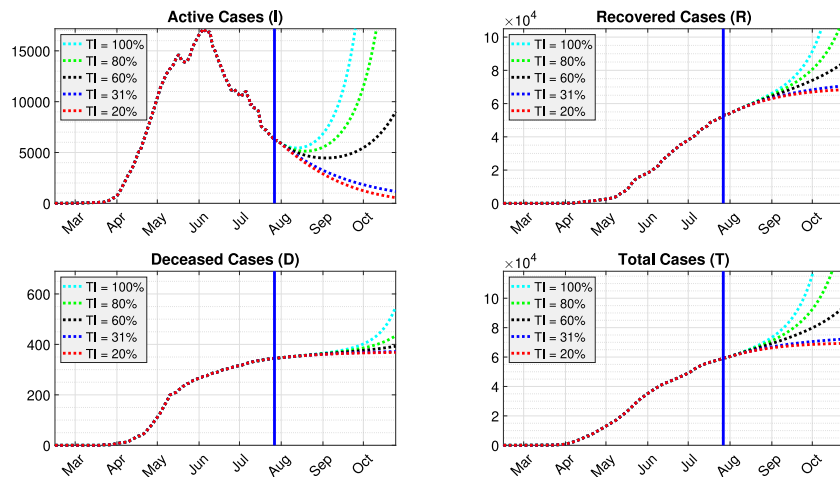 Active Cases (I)
15000
10000
5000
0
TI = 100%
TI = 80%
TI = 60%
TI = 31%
TI = 20%
Mar Apr May Jun Jul Aug Sep Oct
Recovered Cases (R)
×10⁴
10
8
6
4
2
0
TI = 100%
TI = 80%
TI = 60%
TI = 31%
TI = 20%
Mar Apr May Jun Jul Aug Sep Oct
Deceased Cases (D)
600
400
200
0
TI = 100%
TI = 80%
TI = 60%
TI = 31%
TI = 20%
Mar Apr May Jun Jul Aug Sep Oct
Total Cases (T)
×10⁴
10
8
6
4
2
0
TI = 100%
TI = 80%
TI = 60%
TI = 31%
TI = 20%
Mar Apr May Jun Jul Aug Sep Oct